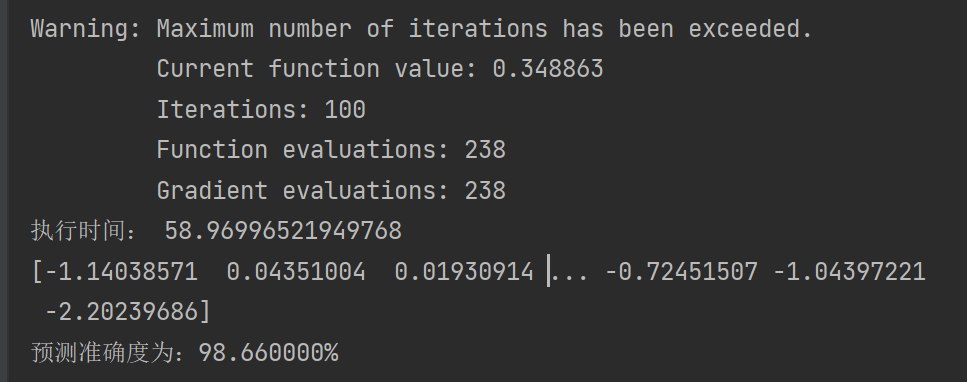 Warning: Maximum number of iterations has been exceeded.
Current function value: 0.348863
Iterations: 100
Function evaluations: 238
Gradient evaluations: 238
执行时间： 58.96996521949768
[-1.14038571  0.04351004  0.01930914 ... -0.72451507 -1.04397221
-2.20239686]
预测准确度为：98.660000%